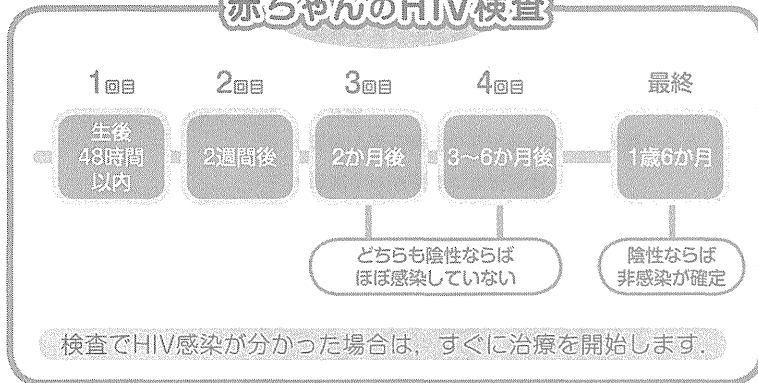 赤ちゃんのHIV検査
1回目
2回目
3回目
4回目
最終
生後
48時間
以内
2週間後
2か月後
3～6か月後
1歳6か月
どちらも陰性ならば
ほぼ感染していない
陰性ならば
非感染が確定
検査でHIV感染が分かった場合は，すぐに治療を開始します．